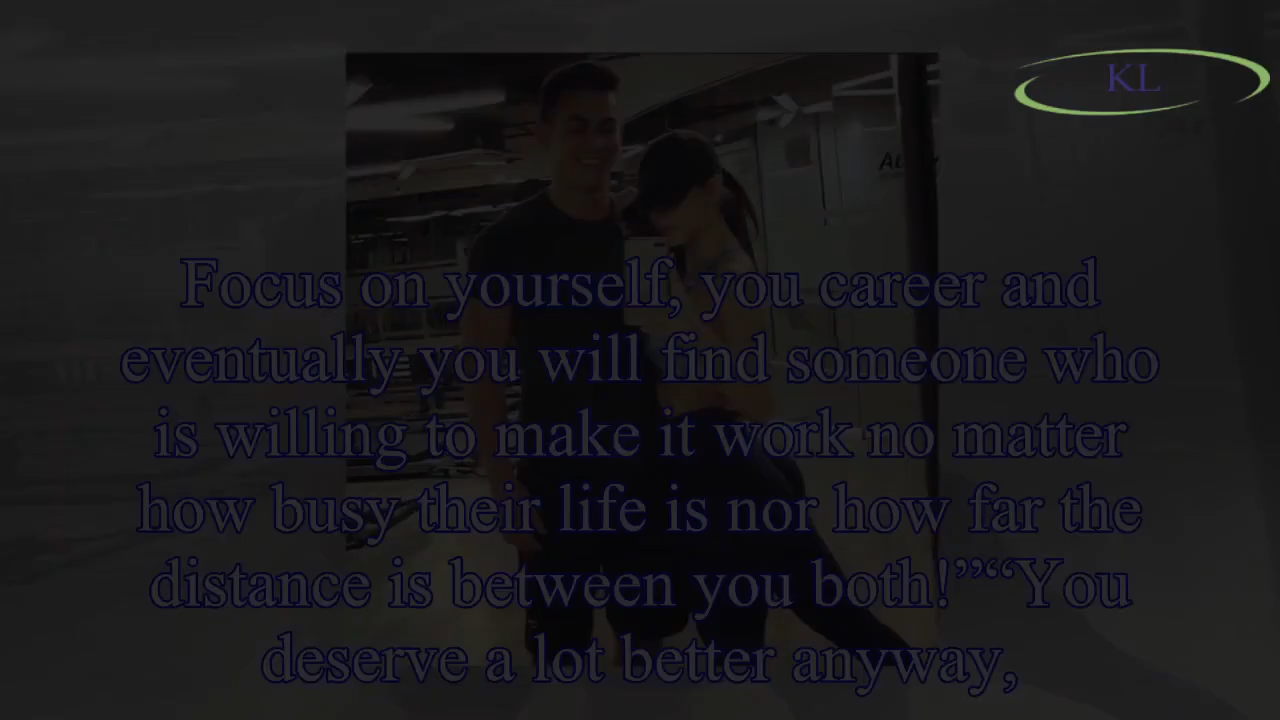 KL
Focus on yourself, you career and
eventually you will find someone who
is willing to make it work no matter
how busy their life is nor how far the
distance is between you both!”“You
deserve a lot better anyway,